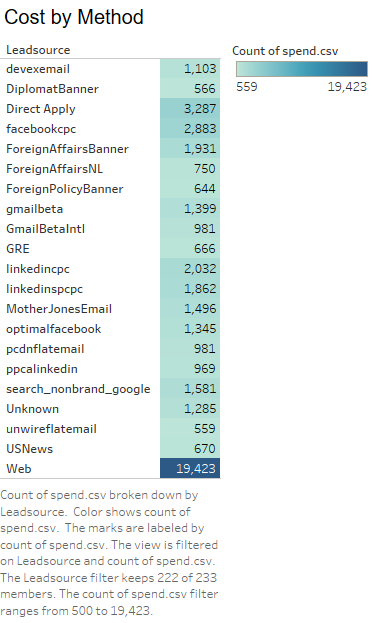 Cost by Method
Leadsource
devexemail 1,103
DiplomatBanner 566
Direct Apply 3,287
facebookcpc 2,883
ForeignAffairsBanner 1,931
ForeignAffairsNL 750
ForeignPolicyBanner 644
gmailbeta 1,399
GmailBetaIntl 981
GRE 666
linkedincpc 2,032
linkedinspcpc 1,862
MotherJonesEmail 1,496
optimalfacebook 1,345
pcdnflatemail 981
ppcalinkedin 969
search_nonbrand_google 1,581
Unknown 1,285
unwireflatemail 559
USNews 670
Web 19,423
Count of spend.csv
559 19,423
Count of spend.csv broken down by
Leadsource. Color shows count of
spend.csv. The marks are labeled by
count of spend.csv. The view is filtered
on Leadsource and count of spend.csv.
The Leadsource filter keeps 222 of 233
members. The count of spend.csv filter
ranges from 500 to 19,423.